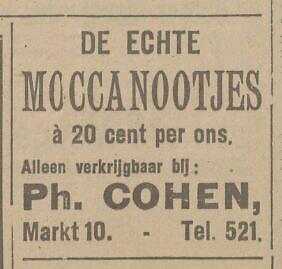 DE ECHTE
MOCCANOOTJES
à 20 cent per ons.
Alleen verkrijgbaar bij:
Ph. COHEN,
Markt 10. - Tel. 521.